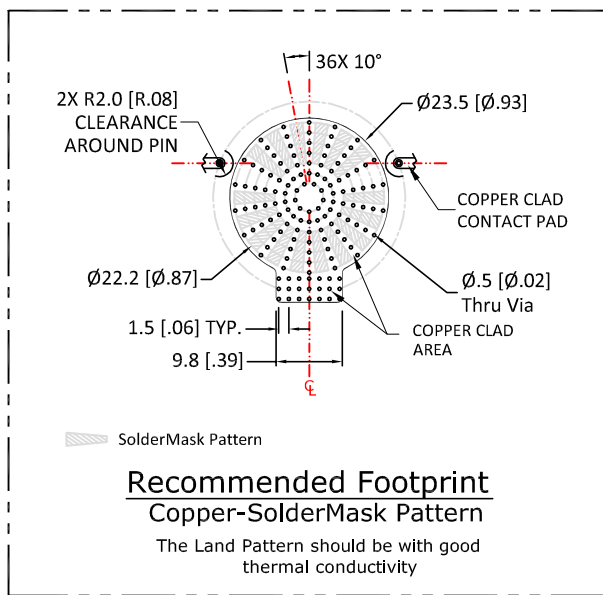 36X 10°
2X R2.0 [R.08]
CLEARANCE
AROUND PIN
Ø23.5 [Ø.93]
COPPER CLAD
CONTACT PAD
Ø22.2 [Ø.87]
Ø.5 [Ø.02]
Thru Via
1.5 [.06] TYP.
COPPER CLAD
AREA
9.8 [.39]
℄
SolderMask Pattern
Recommended Footprint
Copper-SolderMask Pattern
The Land Pattern should be with good
thermal conductivity